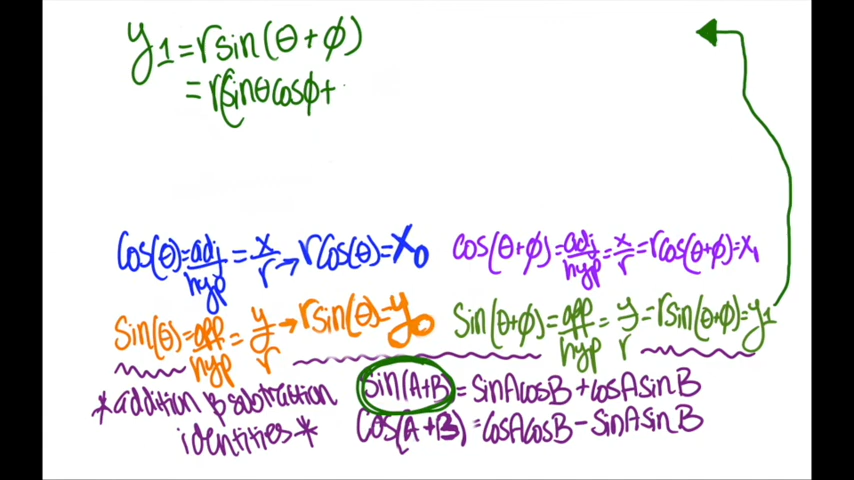 y1 = rsin(θ+ϕ)
= r(sinθcosϕ+
cos(θ)=adj/hyp = x/r → rcos(θ)=x0
cos(θ+ϕ)=adj/hyp=x/r=rcos(θ+ϕ)=x1
sin(θ)=opp/hyp = y/r → rsin(θ)=y0
sin(θ+ϕ)=opp/hyp=y/r=rsin(θ+ϕ)=y1
*addition & subtraction
identities*
sin(A+B)= sinAcosB+cosAsinB
cos(A+B)=cosAcosB-sinAsinB